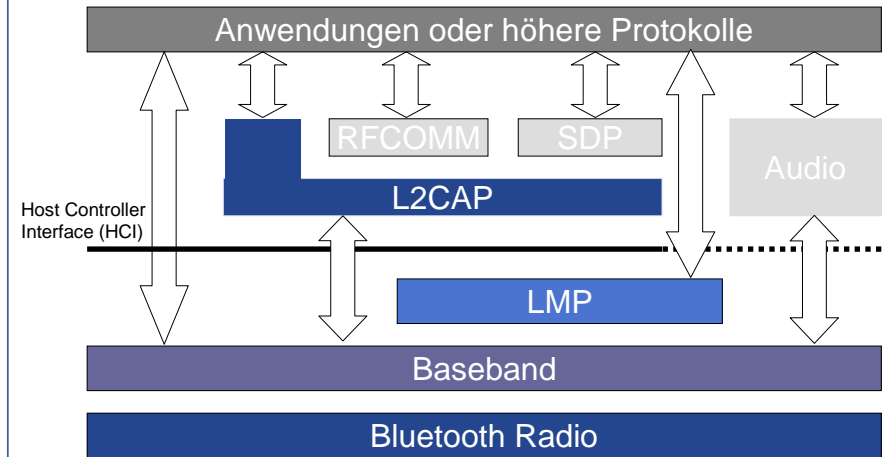 Anwendungen oder höhere Protokolle
RFCOMM
SDP
Audio
L2CAP
Host Controller
Interface (HCI)
LMP
Baseband
Bluetooth Radio